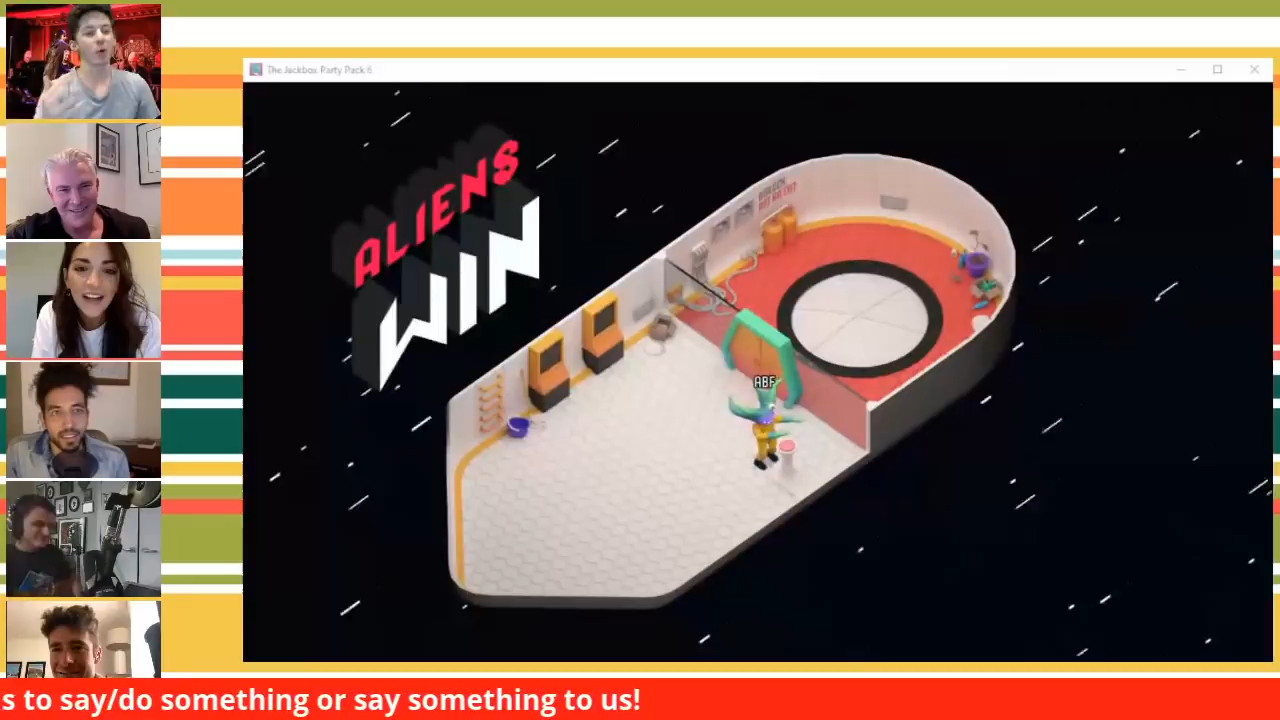 The Jackbox Party Pack 6
ALIENS
WIN
ABF
s to say/do something or say something to us!